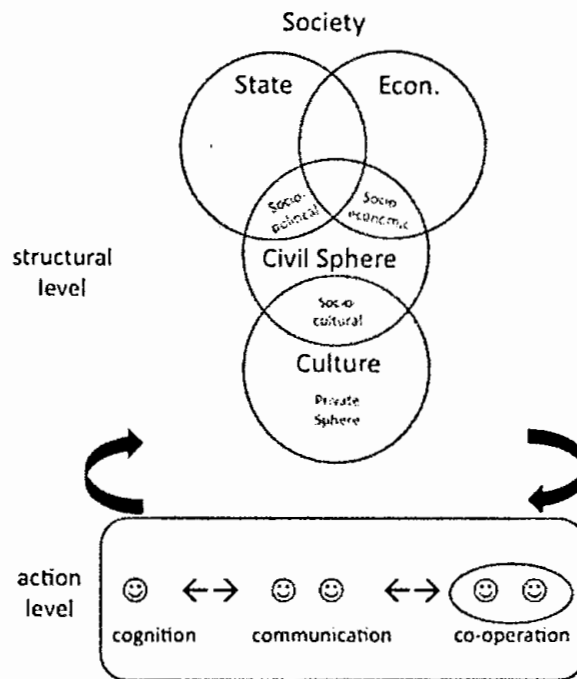 Society
State
Econ.
Socio-
political
Socio
economic
structural
level
Civil Sphere
Socio
cultural
Culture
Private
Sphere
action
level
cognition
communication
co-operation